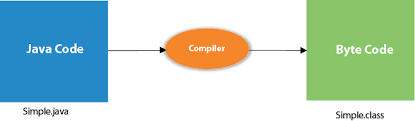 Java Code
Compiler
Byte Code
Simple.java
Simple.class